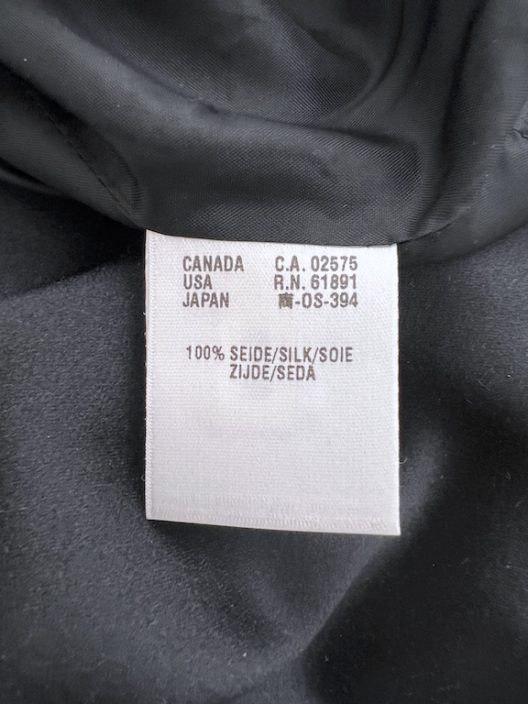 CANADA C.A. 02575
USA R.N. 61891
JAPAN 商-OS-394
100% SEIDE/SILK/SOIE
ZIJDE/SEDA